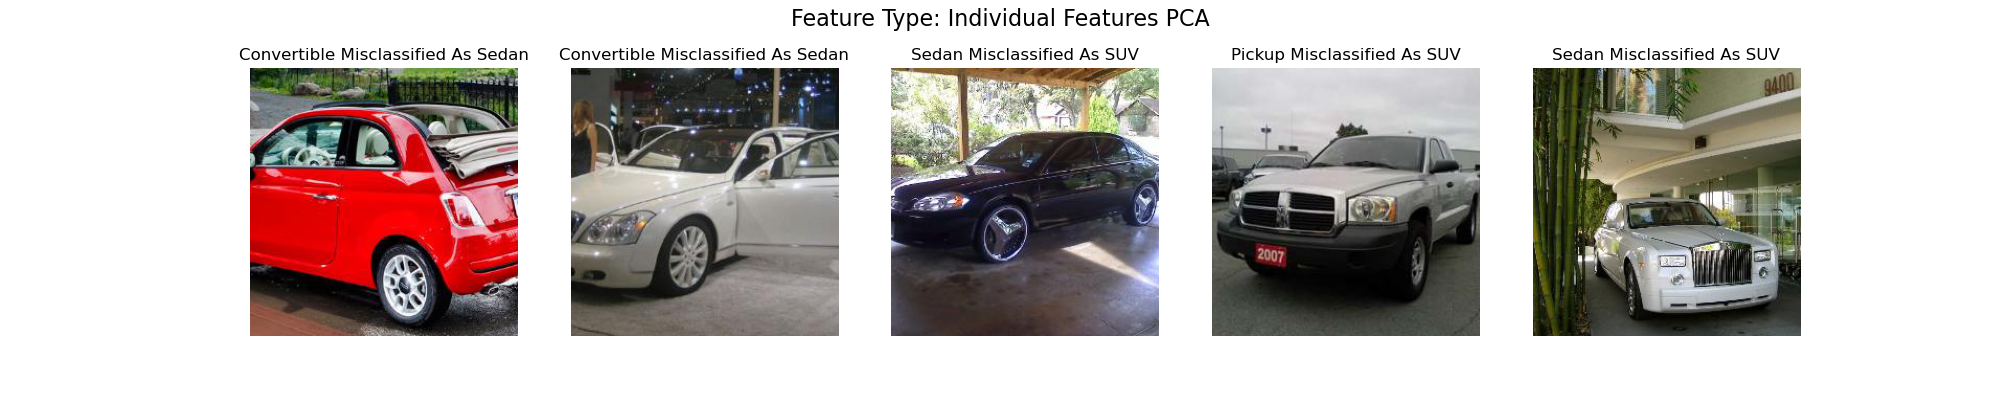 Feature Type: Individual Features PCA
Convertible Misclassified As Sedan
Convertible Misclassified As Sedan
Sedan Misclassified As SUV
Pickup Misclassified As SUV
Sedan Misclassified As SUV
2007
9400